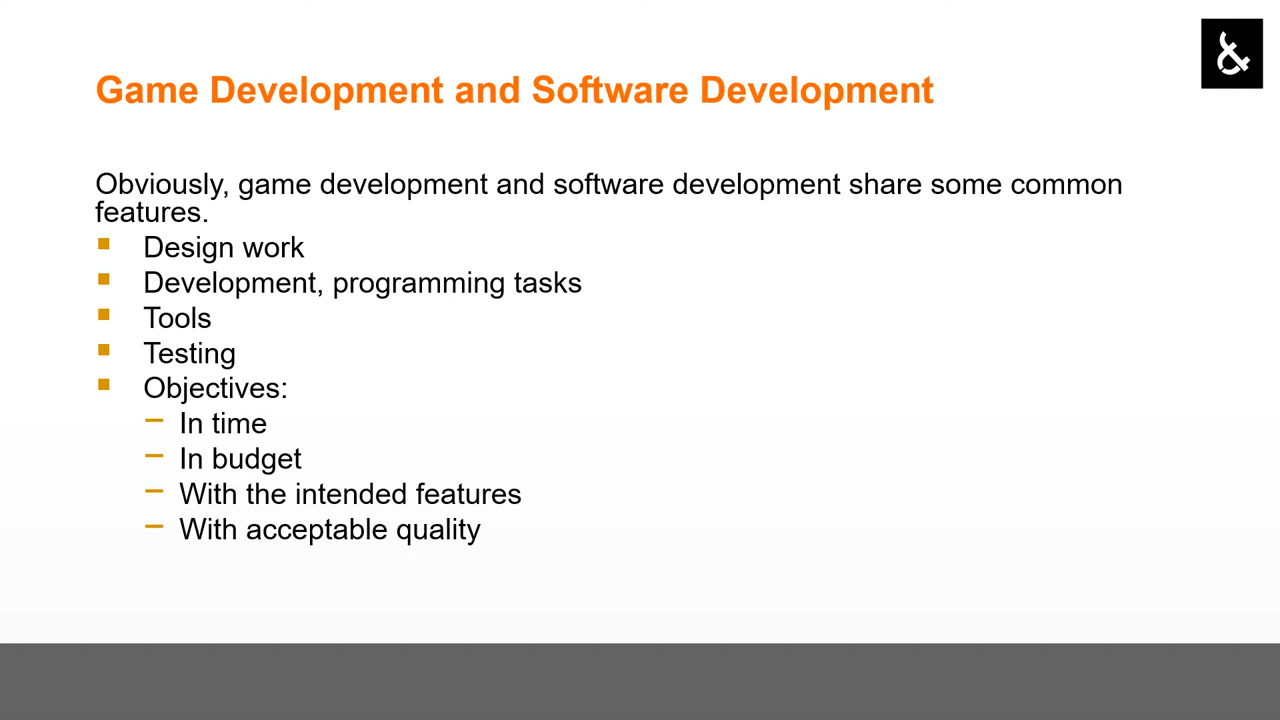 Game Development and Software Development
Obviously, game development and software development share some common
features.
Design work
Development, programming tasks
Tools
Testing
Objectives:
In time
In budget
With the intended features
With acceptable quality
&